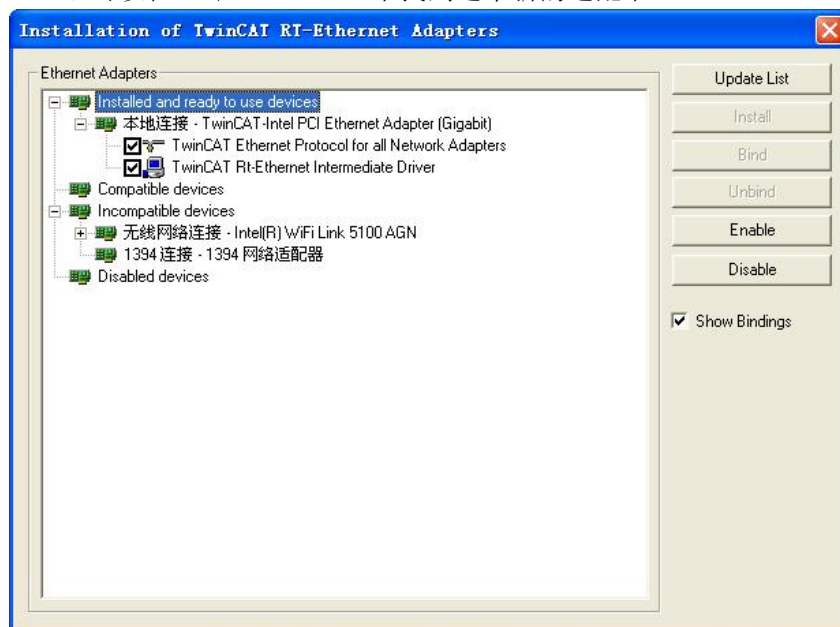 Installation of TwinCAT RT-Ethernet Adapters
Ethernet Adapters
Installed and ready to use devices
本地连接 - TwinCAT-Intel PCI Ethernet Adapter (Gigabit)
TwinCAT Ethernet Protocol for all Network Adapters
TwinCAT Rt-Ethernet Intermediate Driver
Compatible devices
Incompatible devices
无线网络连接 - Intel(R) WiFi Link 5100 AGN
1394 连接 - 1394 网络适配器
Disabled devices
Update List
Install
Bind
Unbind
Enable
Disable
Show Bindings